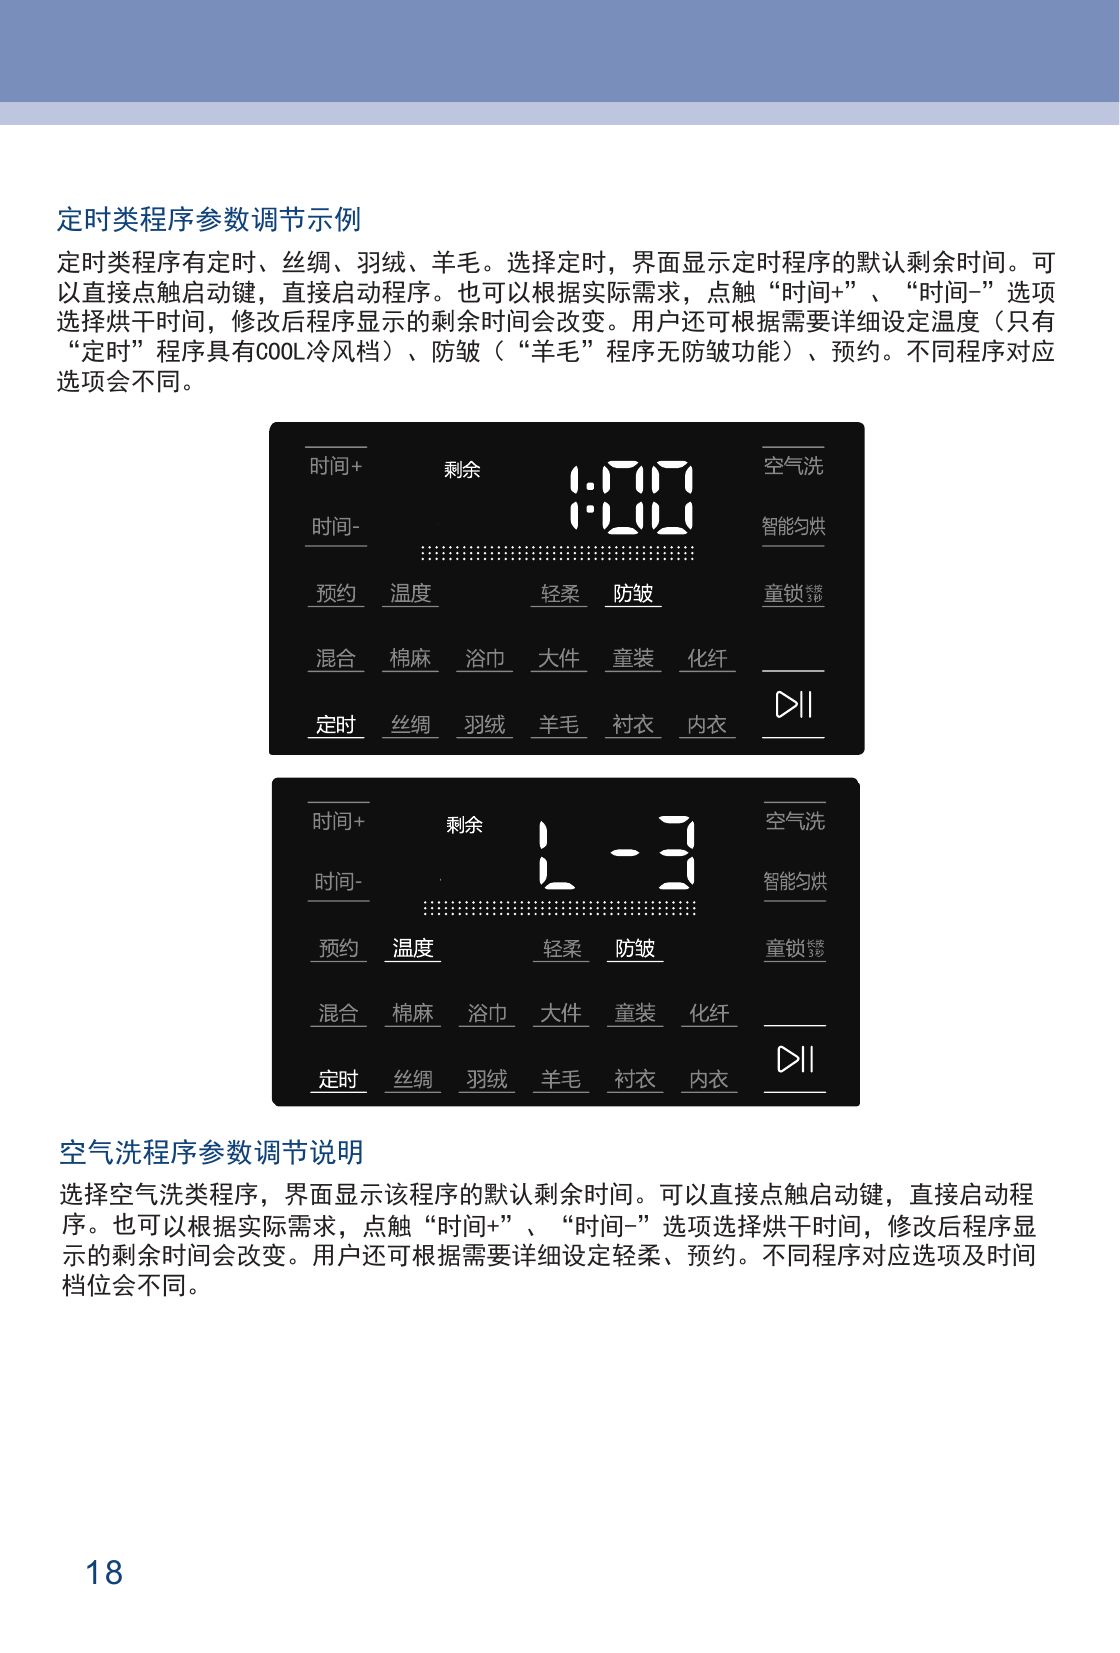 定时类程序参数调节示例
定时类程序有定时、丝绸、羽绒、羊毛。选择定时，界面显示定时程序的默认剩余时间。可
以直接点触启动键，直接启动程序。也可以根据实际需求，点触“时间+”、“时间-”选项
选择烘干时间，修改后程序显示的剩余时间会改变。用户还可根据需要详细设定温度（只有
“定时”程序具有COOL冷风档）、防皱（“羊毛”程序无防皱功能）、预约。不同程序对应
选项会不同。
时间+ 剩余 1:00 空气洗
时间- 智能匀烘
预约 温度 轻柔 防皱 童锁 长按3秒
混合 棉麻 浴巾 大件 童装 化纤
定时 丝绸 羽绒 羊毛 衬衣 内衣
时间+ 剩余 L-3 空气洗
时间- 智能匀烘
预约 温度 轻柔 防皱 童锁 长按3秒
混合 棉麻 浴巾 大件 童装 化纤
定时 丝绸 羽绒 羊毛 衬衣 内衣
空气洗程序参数调节说明
选择空气洗类程序，界面显示该程序的默认剩余时间。可以直接点触启动键，直接启动程
序。也可以根据实际需求，点触“时间+”、“时间-”选项选择烘干时间，修改后程序显
示的剩余时间会改变。用户还可根据需要详细设定轻柔、预约。不同程序对应选项及时间
档位会不同。
18